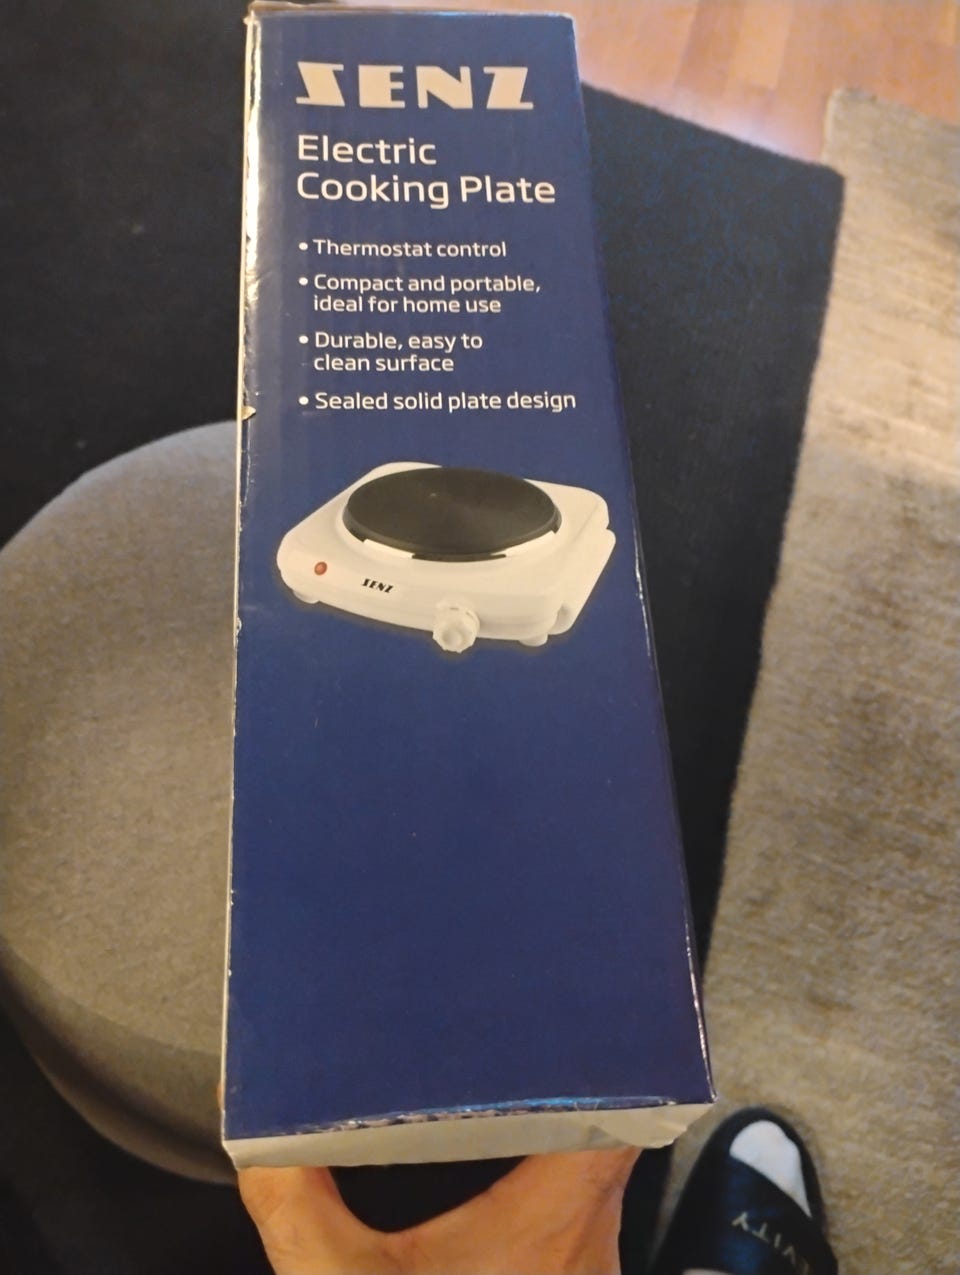 SENZ
Electric
Cooking Plate
• Thermostat control
• Compact and portable,
ideal for home use
• Durable, easy to
clean surface
• Sealed solid plate design
SENZ
VITY